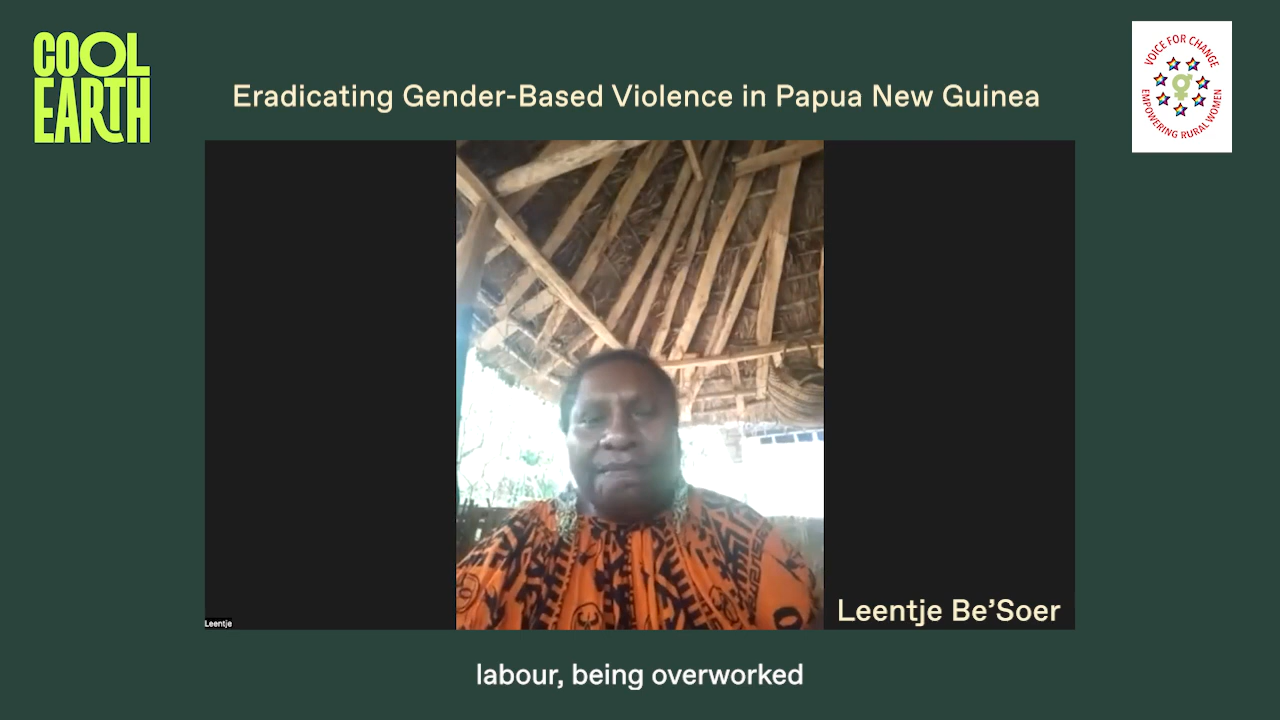 COOL
EARTH
Eradicating Gender-Based Violence in Papua New Guinea
VOICE FOR CHANGE
EMPOWERING RURAL WOMEN
Leentje
Leentje Be’Soer
labour, being overworked